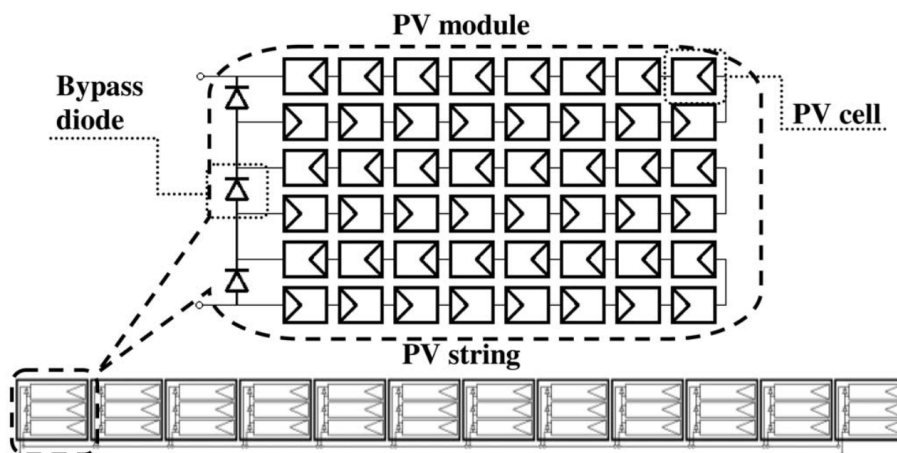 PV module
Bypass
diode
PV cell
PV string